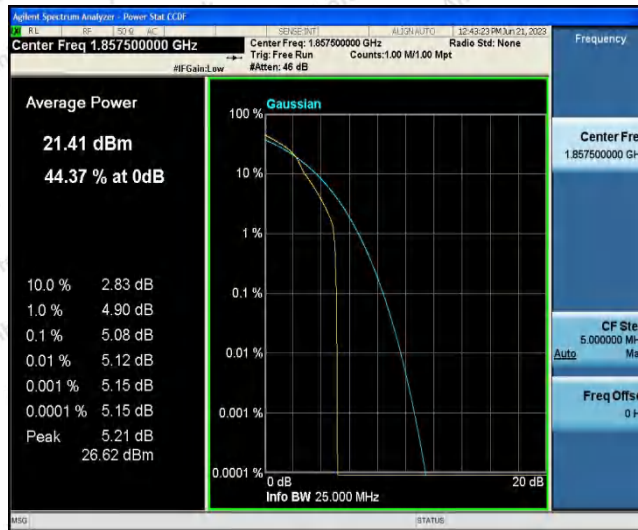 Agilent Spectrum Analyzer - Power Stat CCDF
RL RF 50 Ω AC SENSE:INT ALIGN AUTO 12:43:23 PM Jun 21, 2023
Center Freq 1.857500000 GHz
Center Freq: 1.857500000 GHz Radio Std: None
Trig: Free Run Counts:1.00 M/1.00 Mpt
#IFGain:Low #Atten: 46 dB
Frequency
Average Power
21.41 dBm
44.37 % at 0dB
10.0 % 2.83 dB
1.0 % 4.90 dB
0.1 % 5.08 dB
0.01 % 5.12 dB
0.001 % 5.15 dB
0.0001 % 5.15 dB
Peak 5.21 dB
26.62 dBm
Gaussian
100 %
10 %
1 %
0.1 %
0.01 %
0.001 %
0.0001 %
0 dB 20 dB
Info BW 25.000 MHz
Center Fre
1.857500000 GH
CF Ste
5.000000 MH
Auto Ma
Freq Offse
0 H
MSG STATUS